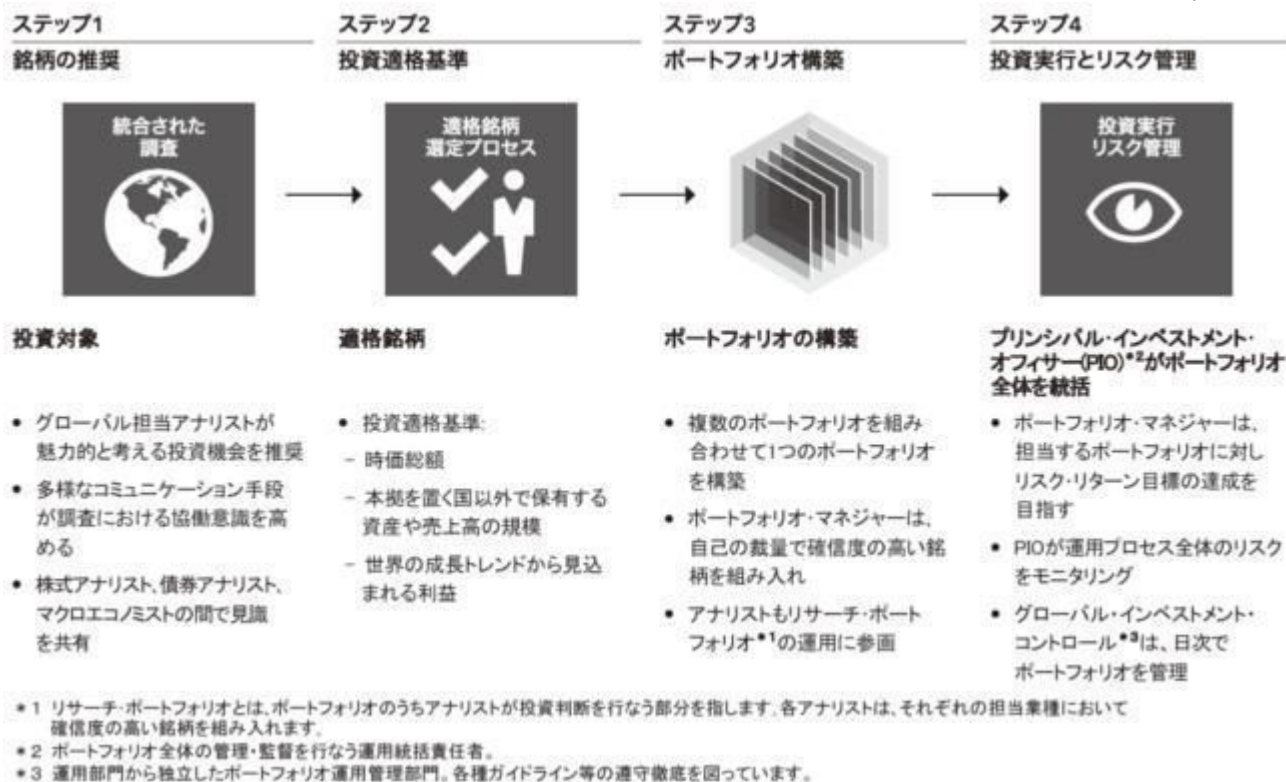 ステップ1
銘柄の推奨
統合された
調査
投資対象
• グローバル担当アナリストが
魅力的と考える投資機会を推奨
• 多様なコミュニケーション手段
が調査における協働意識を高
める
• 株式アナリスト、債券アナリスト、
マクロエコノミストの間で見識
を共有
ステップ2
投資適格基準
適格銘柄
選定プロセス
適格銘柄
• 投資適格基準:
- 時価総額
- 本拠を置く国以外で保有する
資産や売上高の規模
- 世界の成長トレンドから見込
まれる利益
ステップ3
ポートフォリオ構築
ポートフォリオの構築
• 複数のポートフォリオを組み
合わせて1つのポートフォリオ
を構築
• ポートフォリオ・マネジャーは、
自己の裁量で確信度の高い銘
柄を組み入れ
• アナリストもリサーチ・ポート
フォリオ*1の運用に参画
ステップ4
投資実行とリスク管理
投資実行
リスク管理
プリンシパル・インベストメント・
オフィサー(PIO)*2がポートフォリオ
全体を統括
• ポートフォリオ・マネジャーは、
担当するポートフォリオに対し
リスク・リターン目標の達成を
目指す
• PIOが運用プロセス全体のリスク
をモニタリング
• グローバル・インベストメント・
コントロール*3は、日次で
ポートフォリオを管理
*1 リサーチ・ポートフォリオとは、ポートフォリオのうちアナリストが投資判断を行なう部分を指します。各アナリストは、それぞれの担当業種において
確信度の高い銘柄を組み入れます。
*2 ポートフォリオ全体の管理・監督を行なう運用統括責任者。
*3 運用部門から独立したポートフォリオ運用管理部門。各種ガイドライン等の遵守徹底を図っています。